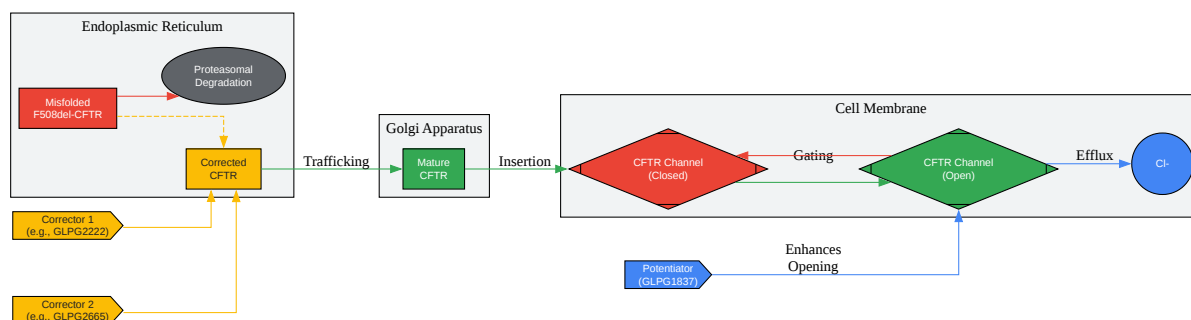 Endoplasmic Reticulum
Proteasomal
Degradation
Misfolded
F508del-CFTR
Corrected
CFTR
Corrector 1
(e.g., GLPG2222)
Corrector 2
(e.g., GLPG2665)
Trafficking
Golgi Apparatus
Mature
CFTR
Insertion
Cell Membrane
CFTR Channel
(Closed)
Gating
CFTR Channel
(Open)
Efflux
Cl-
Enhances
Opening
Potentiator
(GLPG1837)